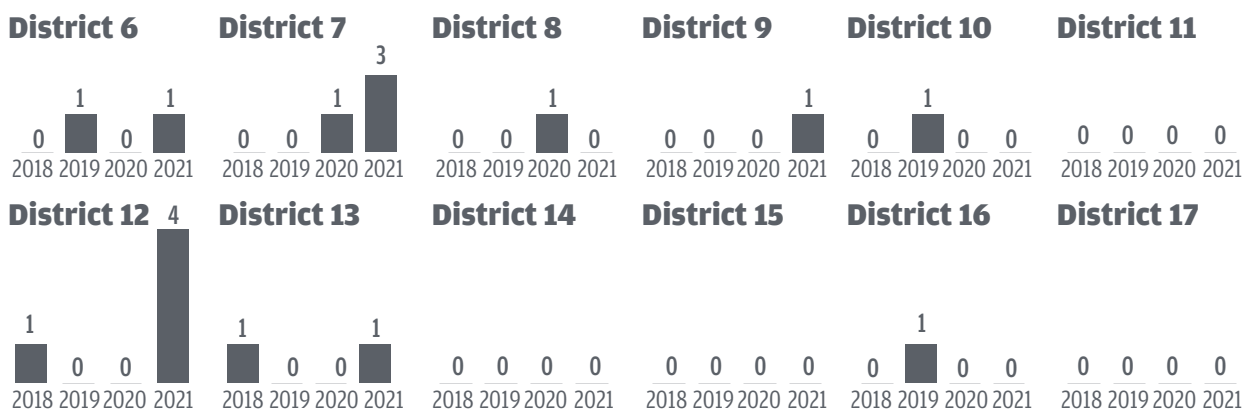 District 6 District 7 District 8 District 9 District 10 District 11
0 1 0 1 0 0 1 3 0 0 1 0 0 0 0 1 0 1 0 0 0 0 0 0
2018 2019 2020 2021 2018 2019 2020 2021 2018 2019 2020 2021 2018 2019 2020 2021 2018 2019 2020 2021 2018 2019 2020 2021
District 12 District 13 District 14 District 15 District 16 District 17
1 0 0 4 1 0 0 1 0 0 0 0 0 0 0 0 0 1 0 0 0 0 0 0
2018 2019 2020 2021 2018 2019 2020 2021 2018 2019 2020 2021 2018 2019 2020 2021 2018 2019 2020 2021 2018 2019 2020 2021